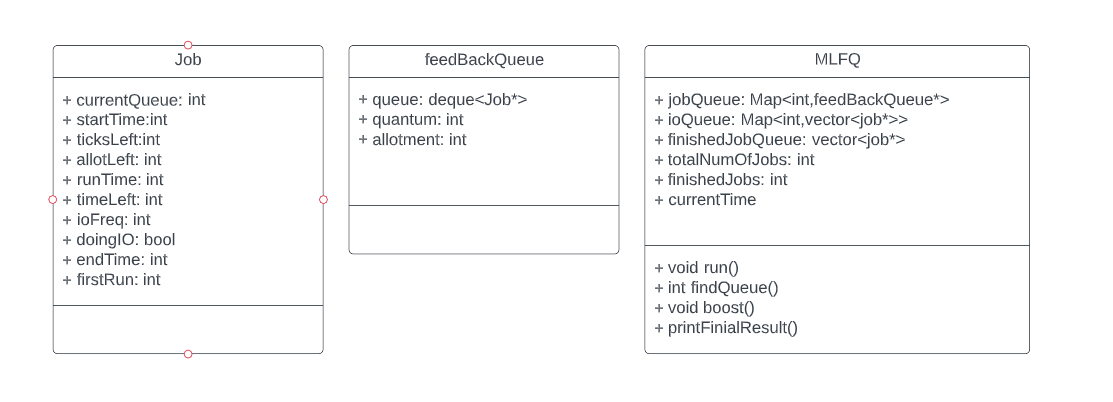 Job
+ currentQueue: int
+ startTime:int
+ ticksLeft:int
+ allotLeft: int
+ runTime: int
+ timeLeft: int
+ ioFreq: int
+ doingIO: bool
+ endTime: int
+ firstRun: int
feedBackQueue
+ queue: deque<Job*>
+ quantum: int
+ allotment: int
MLFQ
+ jobQueue: Map<int,feedBackQueue*>
+ ioQueue: Map<int,vector<job*>>
+ finishedJobQueue: vector<job*>
+ totalNumOfJobs: int
+ finishedJobs: int
+ currentTime
+ void run()
+ int findQueue()
+ void boost()
+ printFinialResult()